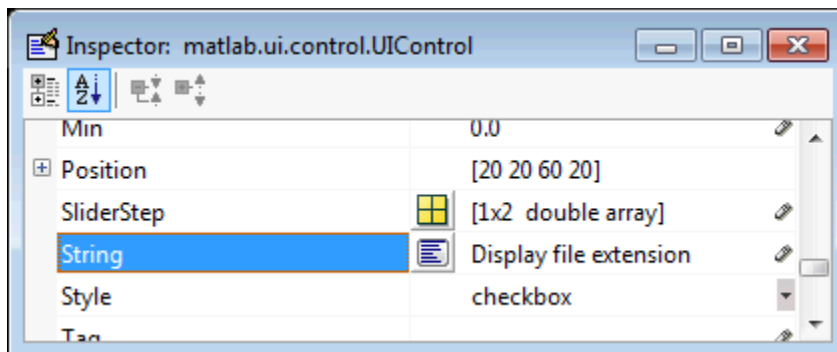 Inspector: matlab.ui.control.UIControl
A Z
Min 0.0
Position [20 20 60 20]
SliderStep [1x2 double array]
String Display file extension
Style checkbox
Tag